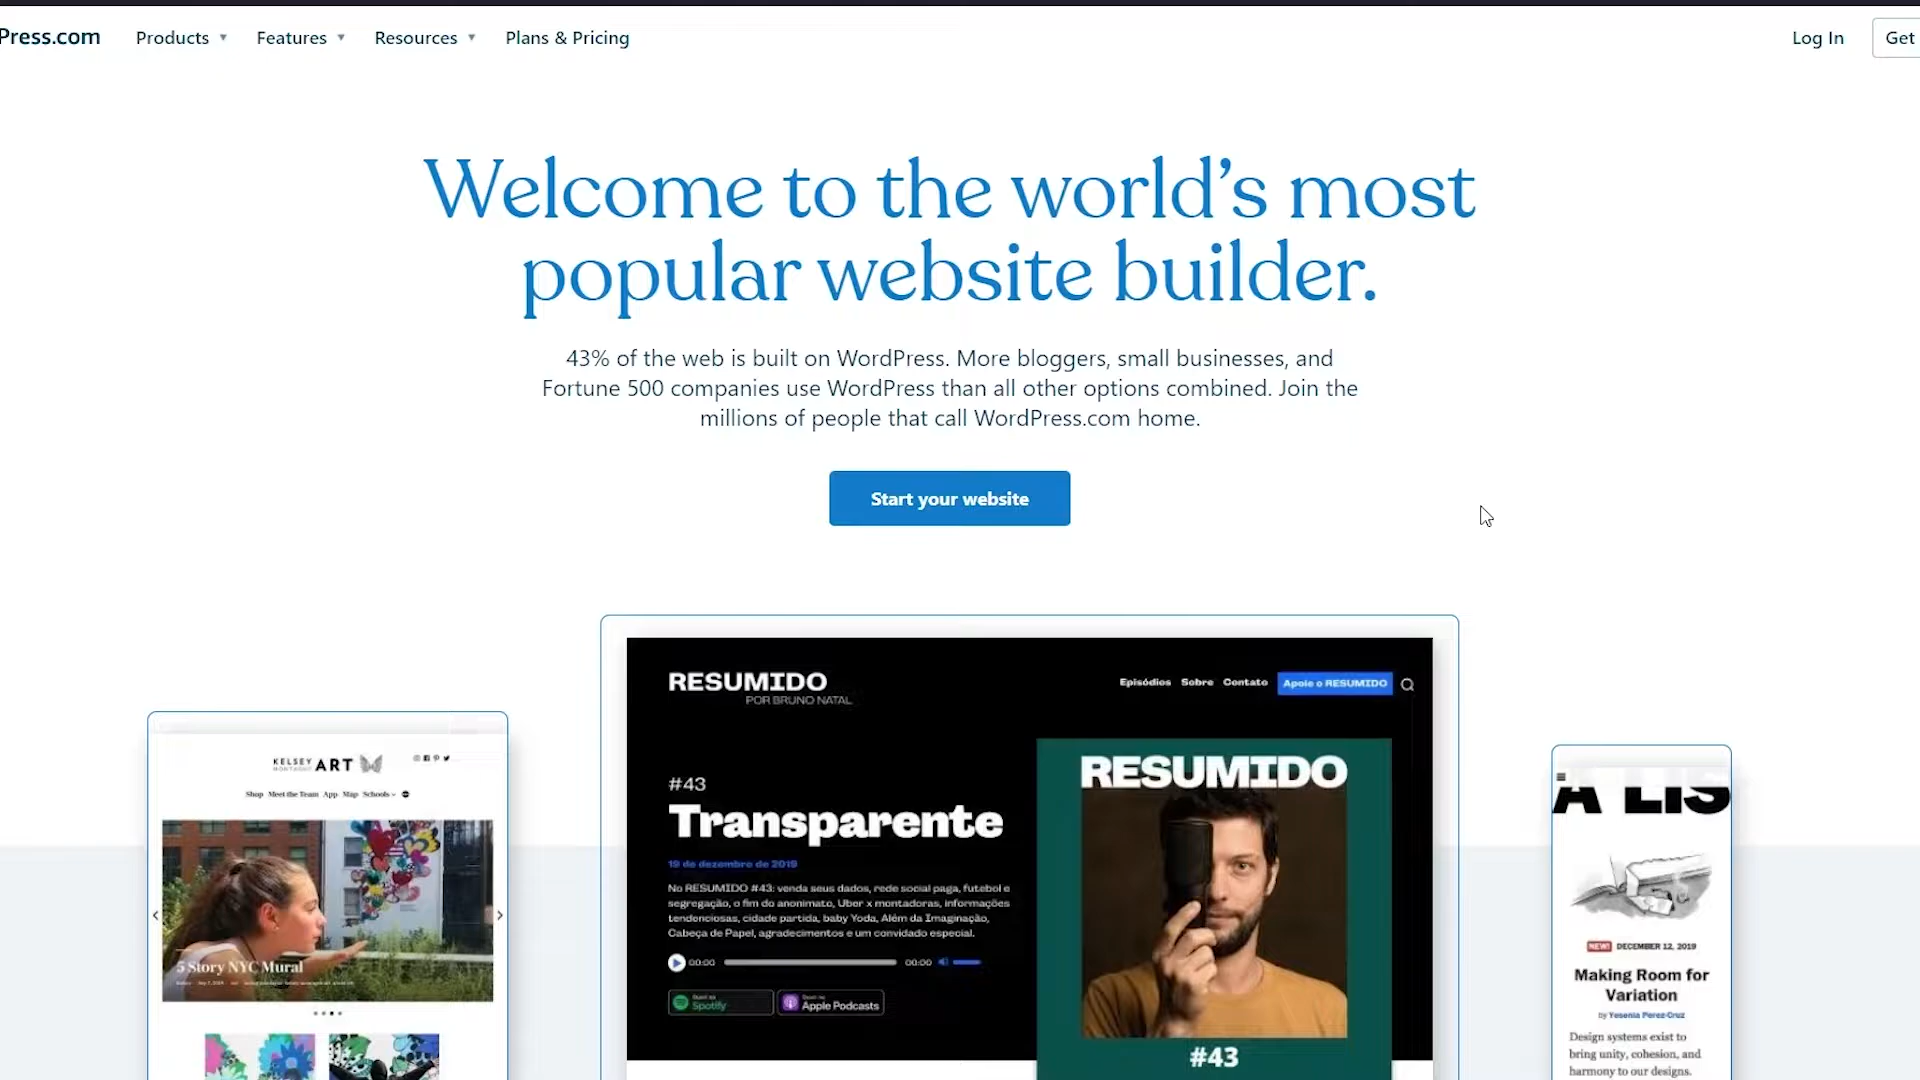 Press.com
Products
Features
Resources
Plans & Pricing
Log In
Get
Welcome to the world’s most
popular website builder.
43% of the web is built on WordPress. More bloggers, small businesses, and
Fortune 500 companies use WordPress than all other options combined. Join the
millions of people that call WordPress.com home.
Start your website
KELSEY
ART
Shop Meet the Team App Map Schools
5 Story NYC Mural
RESUMIDO
POR BRUNO NATAL
Episódios Sobre Contato Apoie o RESUMIDO
#43
Transparente
19 de dezembro de 2019
No RESUMIDO #43: venda seus dados, rede social paga, futebol e
segregação, o fim do anonimato, Uber x montadoras, informações
tendenciosas, cidade partida, baby Yoda, Além da Imaginação,
Cabeça de Papel, agradecimentos e um convidado especial.
00:00
00:00
Spotify
Apple Podcasts
RESUMIDO
#43
A LIS
NEW! DECEMBER 12, 2019
Making Room for
Variation
by Yesenia Perez-Cruz
Design systems exist to
bring unity, cohesion, and
harmony to our designs.